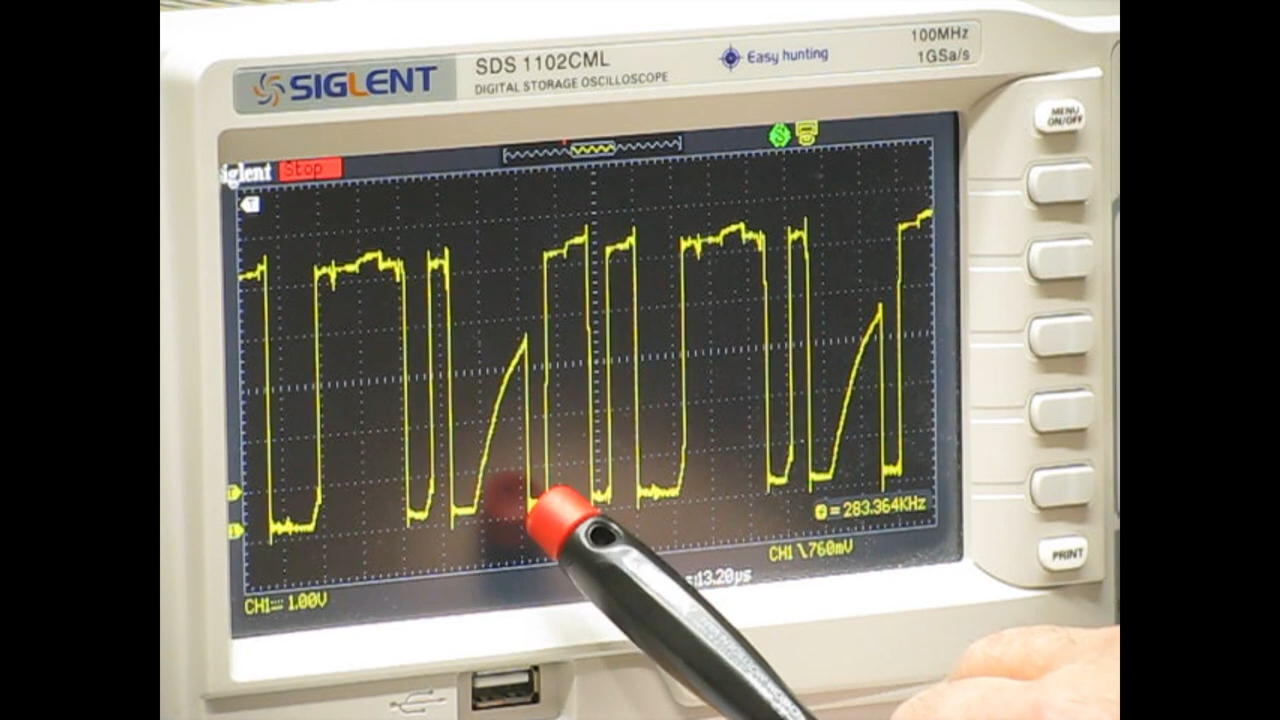 SIGLENT
SDS 1102CML
DIGITAL STORAGE OSCILLOSCOPE
Easy hunting
100MHz
1GSa/s
MENU
ON/OFF
iglent
Stop
T
= 283.364KHz
CH1 \760mV
s:13.20µs
CH1 1.00V
PRINT